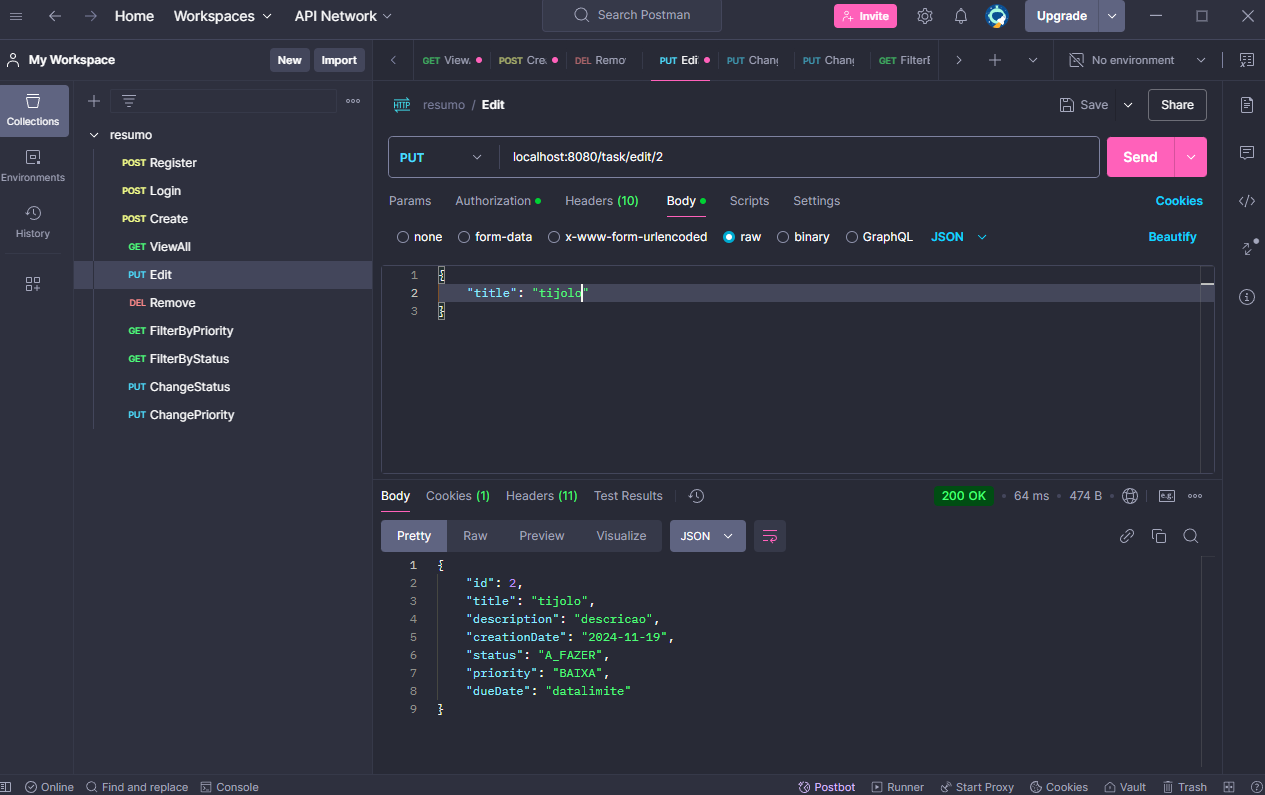 Home Workspaces API Network Search Postman Invite Upgrade
My Workspace New Import GET View. POST Cre. DEL Remo PUT Edi PUT Chang PUT Chang GET FilterE No environment
Collections
Environments
History
resumo
POST Register
POST Login
POST Create
GET ViewAll
PUT Edit
DEL Remove
GET FilterByPriority
GET FilterByStatus
PUT ChangeStatus
PUT ChangePriority
HTTP resumo / Edit Save Share
PUT localhost:8080/task/edit/2 Send
Params Authorization Headers (10) Body Scripts Settings Cookies
none form-data x-www-form-urlencoded raw binary GraphQL JSON Beautify
1 {
2 "title": "tijolo"
3 }
Body Cookies (1) Headers (11) Test Results 200 OK 64 ms 474 B e.g.
Pretty Raw Preview Visualize JSON
1 {
2 "id": 2,
3 "title": "tijolo",
4 "description": "descricao",
5 "creationDate": "2024-11-19",
6 "status": "A_FAZER",
7 "priority": "BAIXA",
8 "dueDate": "datalimite"
9 }
Online Find and replace Console Postbot Runner Start Proxy Cookies Vault Trash